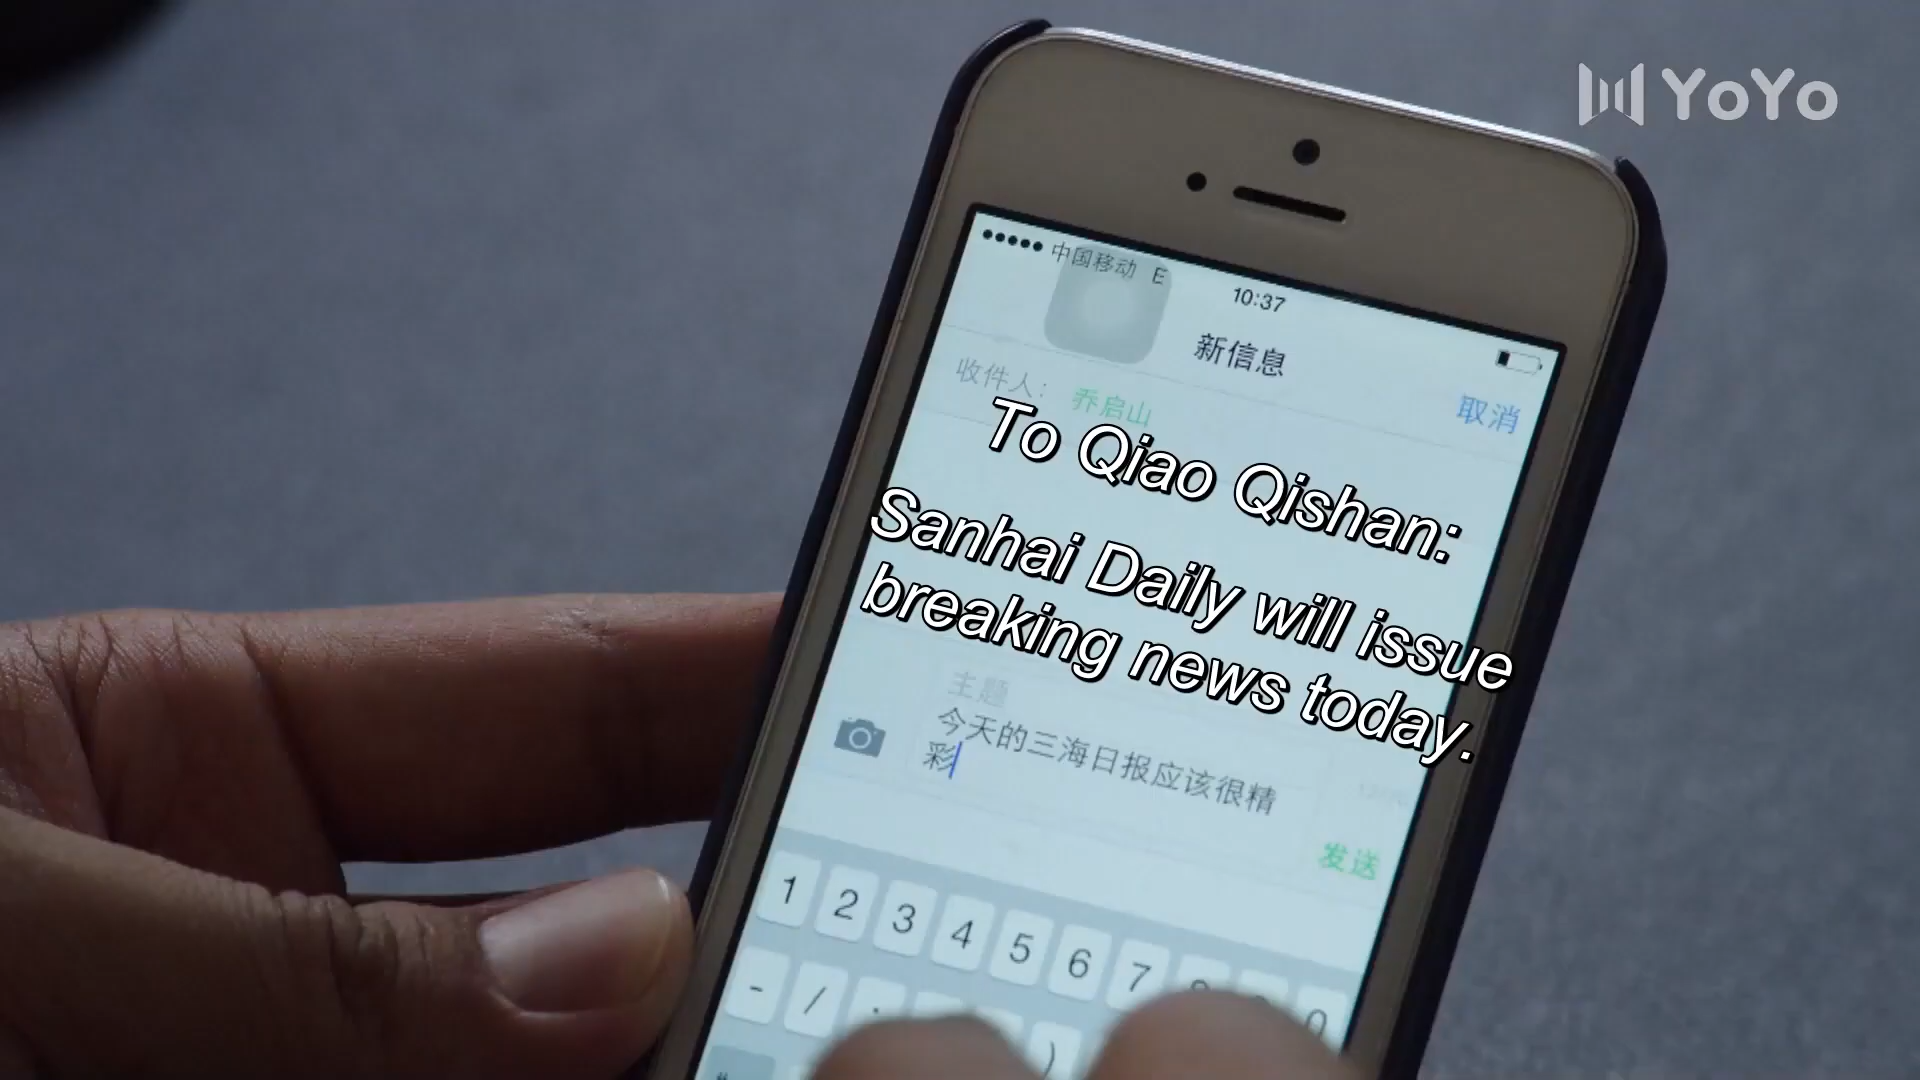 YoYo
中国移动 E
10:37
新信息
取消
收件人：乔启山
To Qiao Qishan:
Sanhai Daily will issue
breaking news today.
主题
今天的三海日报应该很精
彩
发送
1 2 3 4 5 6 7 0
- / )